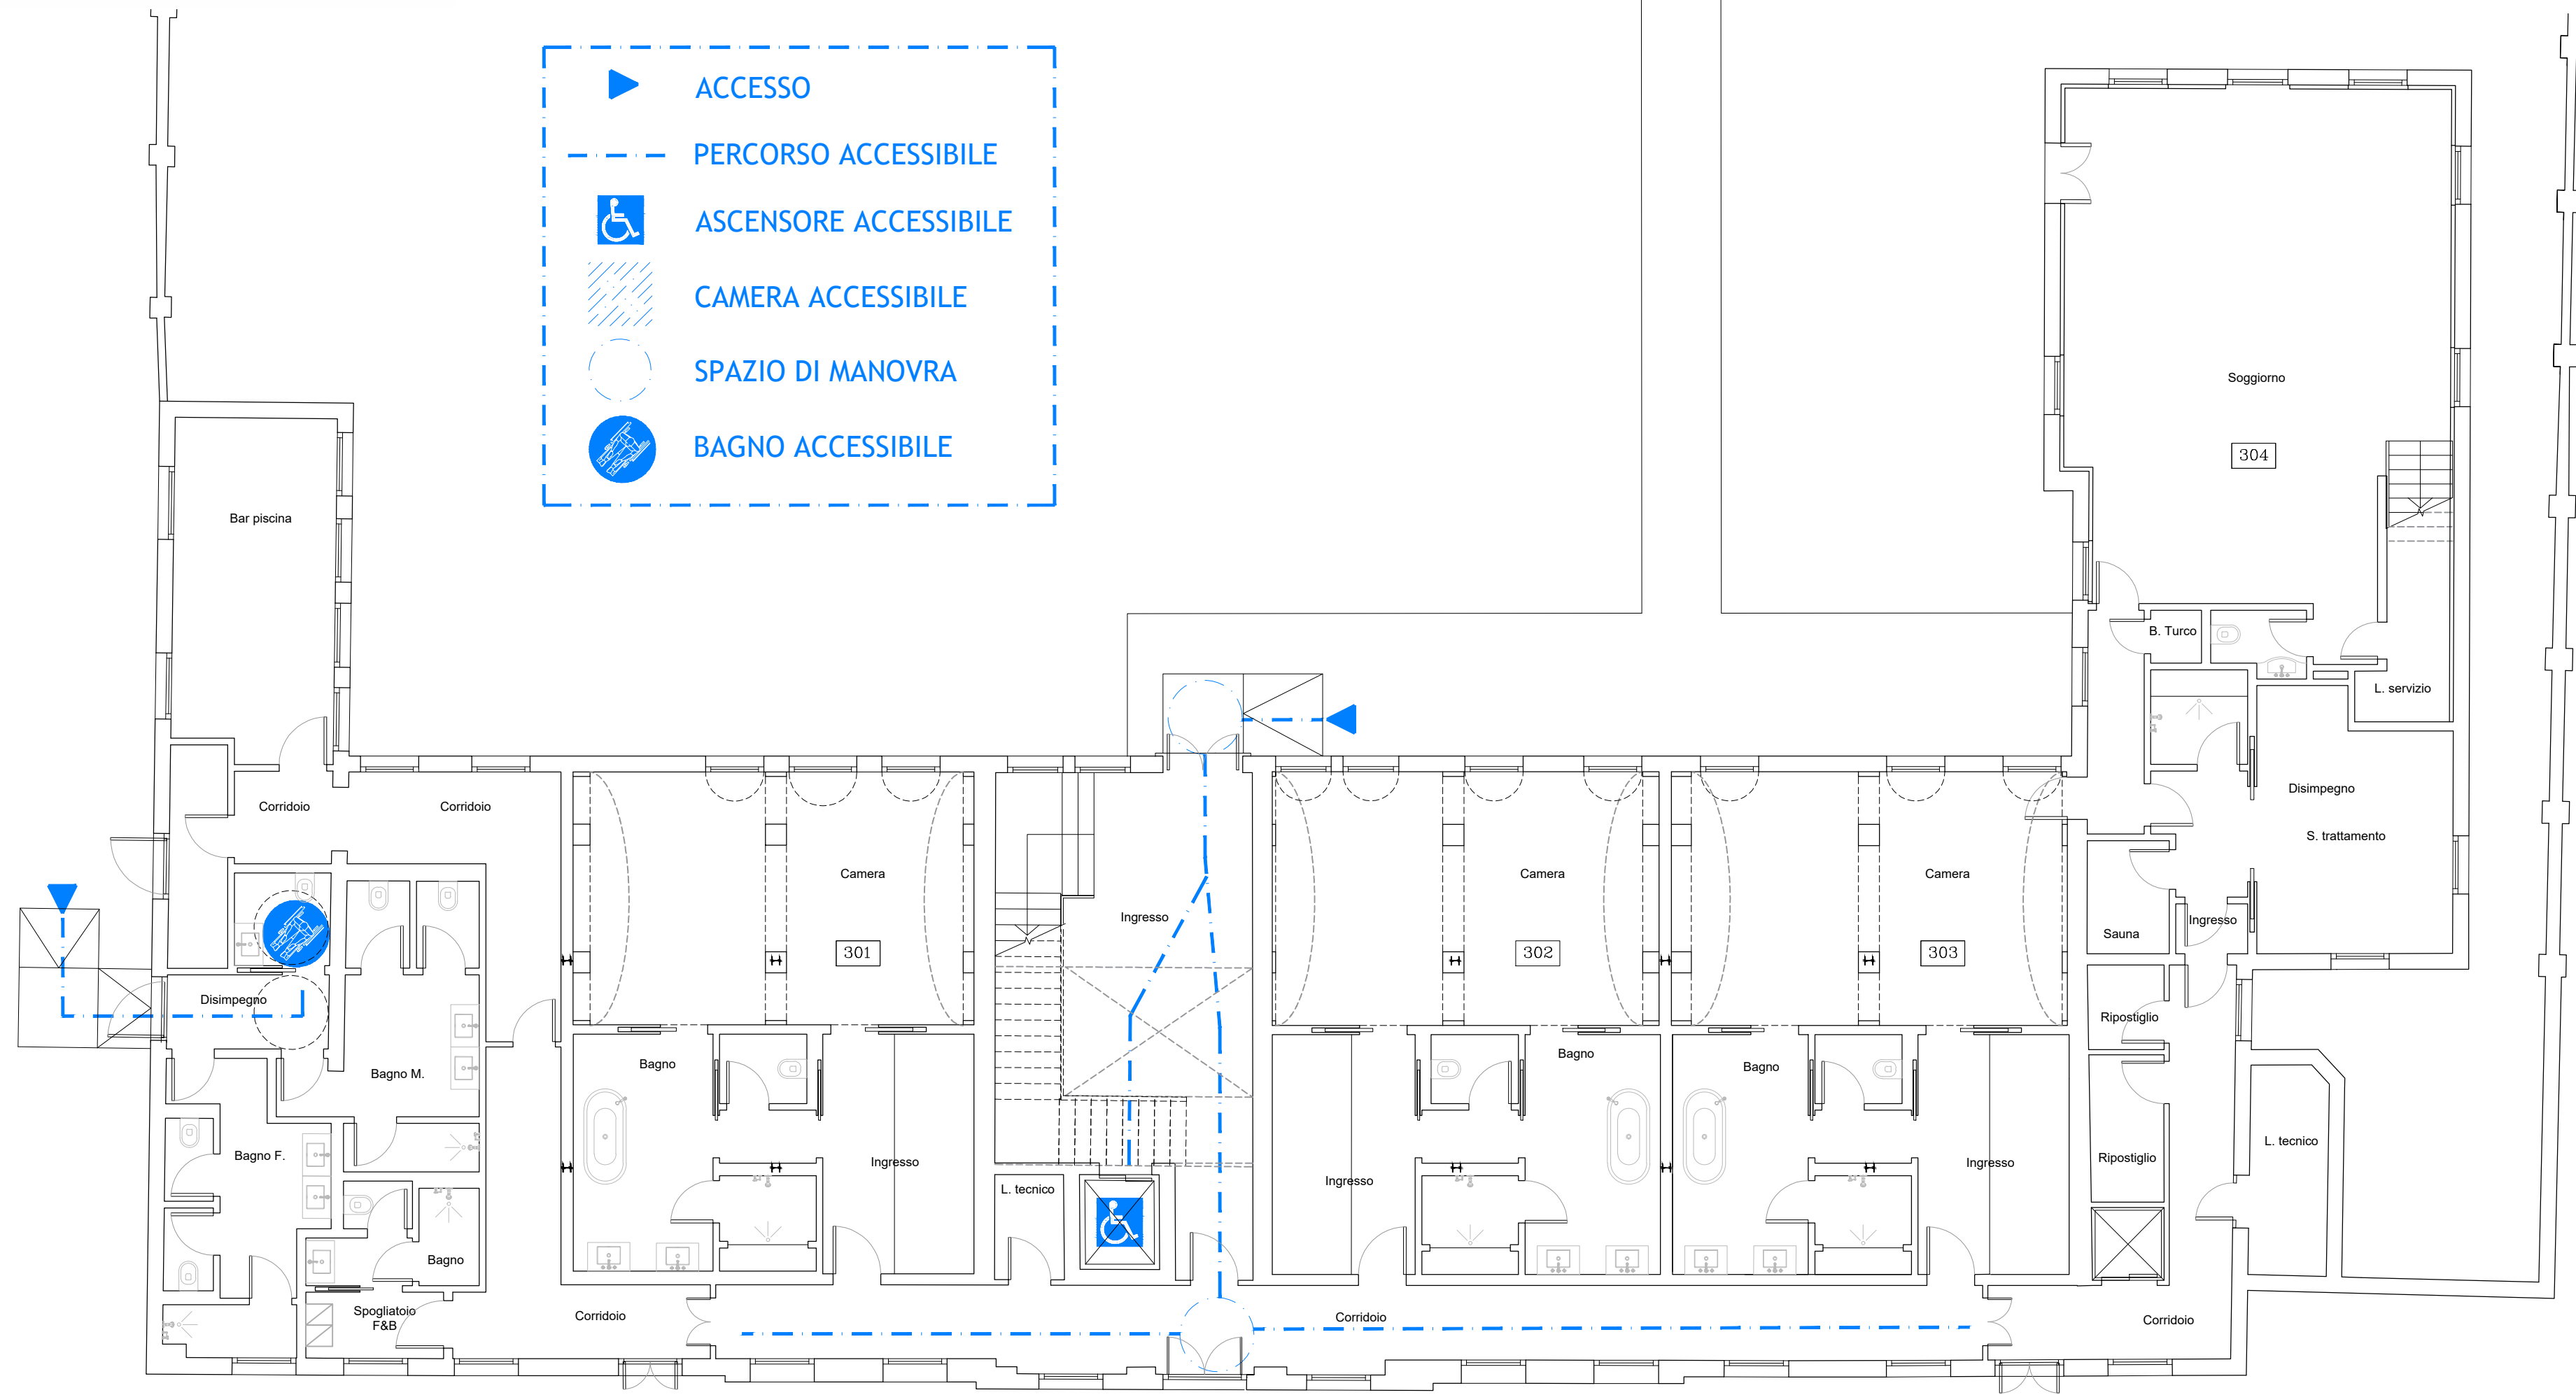 ACCESSO
PERCORSO ACCESSIBILE
ASCENSORE ACCESSIBILE
CAMERA ACCESSIBILE
SPAZIO DI MANOVRA
BAGNO ACCESSIBILE
Soggiorno
304
Bar piscina
B. Turco
L. servizio
Corridoio
Corridoio
Disimpegno
S. trattamento
Camera
Camera
Camera
Ingresso
Ingresso
Sauna
301
302
303
Disimpegno
Ripostiglio
Bagno
Bagno
Bagno
Bagno M.
L. tecnico
Bagno F.
Ingresso
Ingresso
Ingresso
Ripostiglio
L. tecnico
Bagno
Spogliatoio
F&B
Corridoio
Corridoio
Corridoio